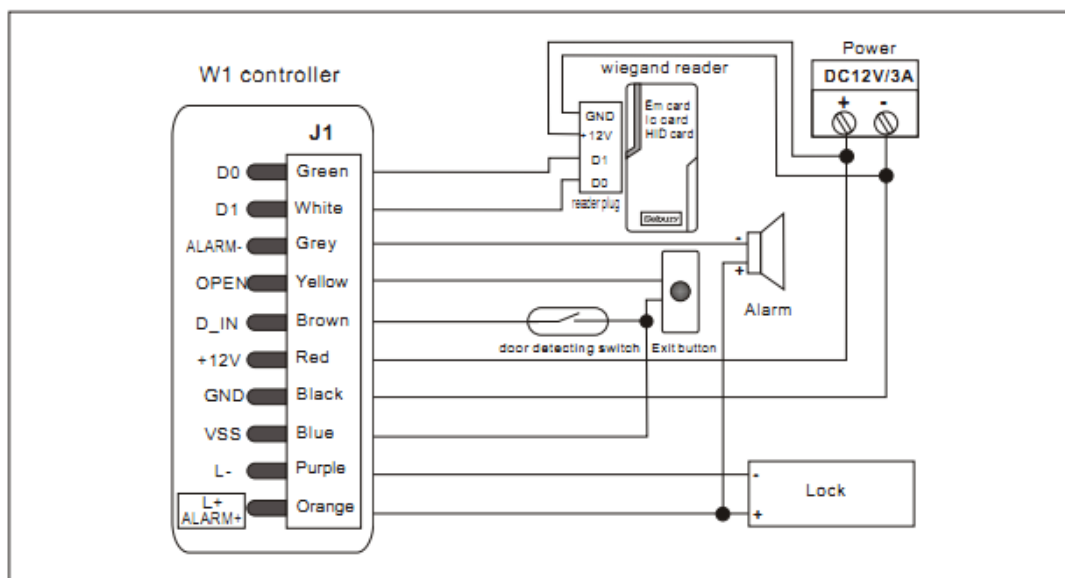 W1 controller
J1
D0 Green
D1 White
ALARM- Grey
OPEN Yellow
D_IN Brown
+12V Red
GND Black
VSS Blue
L- Purple
L+
ALARM+
Orange
wiegand reader
GND
+12V
D1
D0
reader plug
Em card
Ic card
HID card
Sebury
Power
DC12V/3A
+ -
-
+
Alarm
door detecting switch
Exit button
-
Lock
+